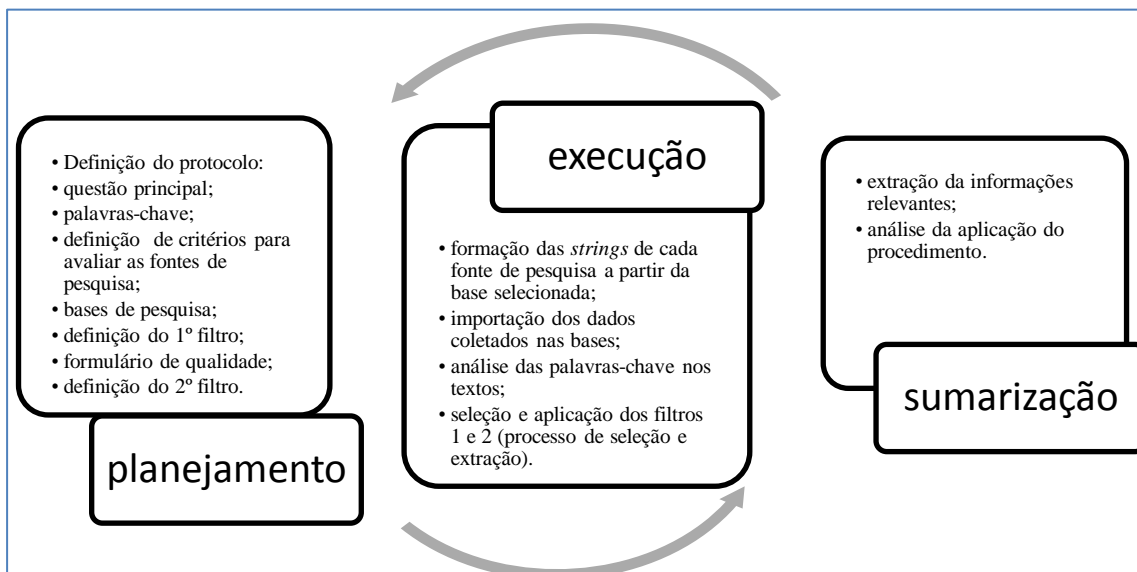 • Definição do protocolo:
• questão principal;
• palavras-chave;
• definição de critérios para
avaliar as fontes de
pesquisa;
• bases de pesquisa;
• definição do 1º filtro;
• formulário de qualidade;
• definição do 2º filtro.
planejamento
execução
• formação das strings de cada
fonte de pesquisa a partir da
base selecionada;
• importação dos dados
coletados nas bases;
• análise das palavras-chave nos
textos;
• seleção e aplicação dos filtros
1 e 2 (processo de seleção e
extração).
• extração da informações
relevantes;
• análise da aplicação do
procedimento.
sumarização